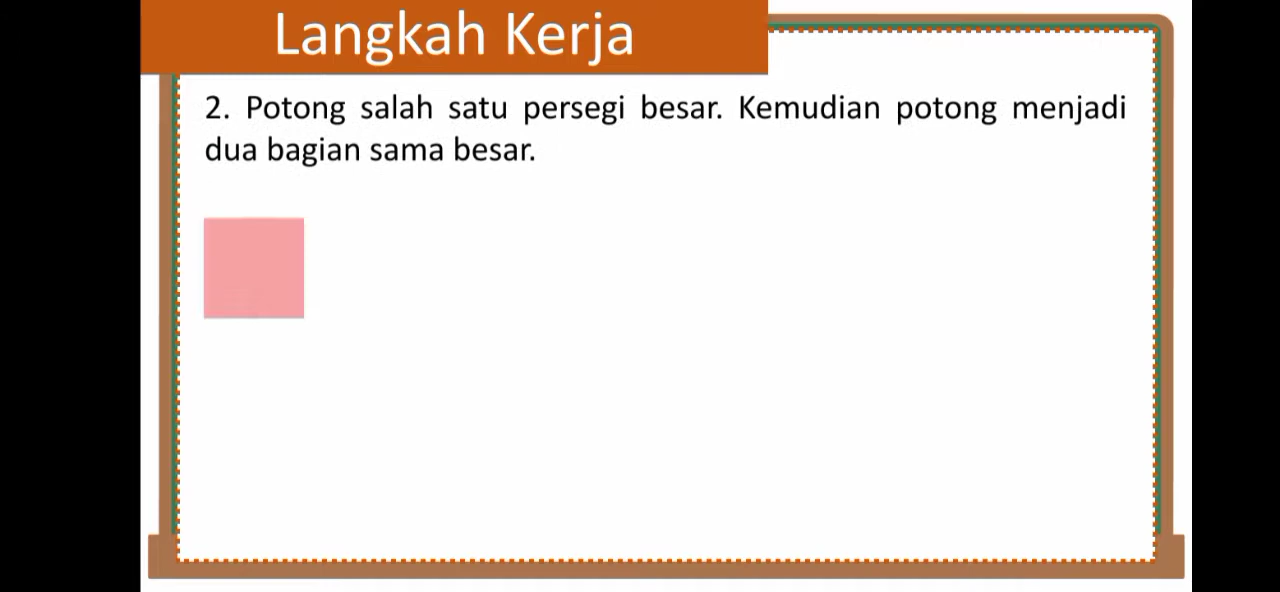 Langkah Kerja
2. Potong salah satu persegi besar. Kemudian potong menjadi
dua bagian sama besar.